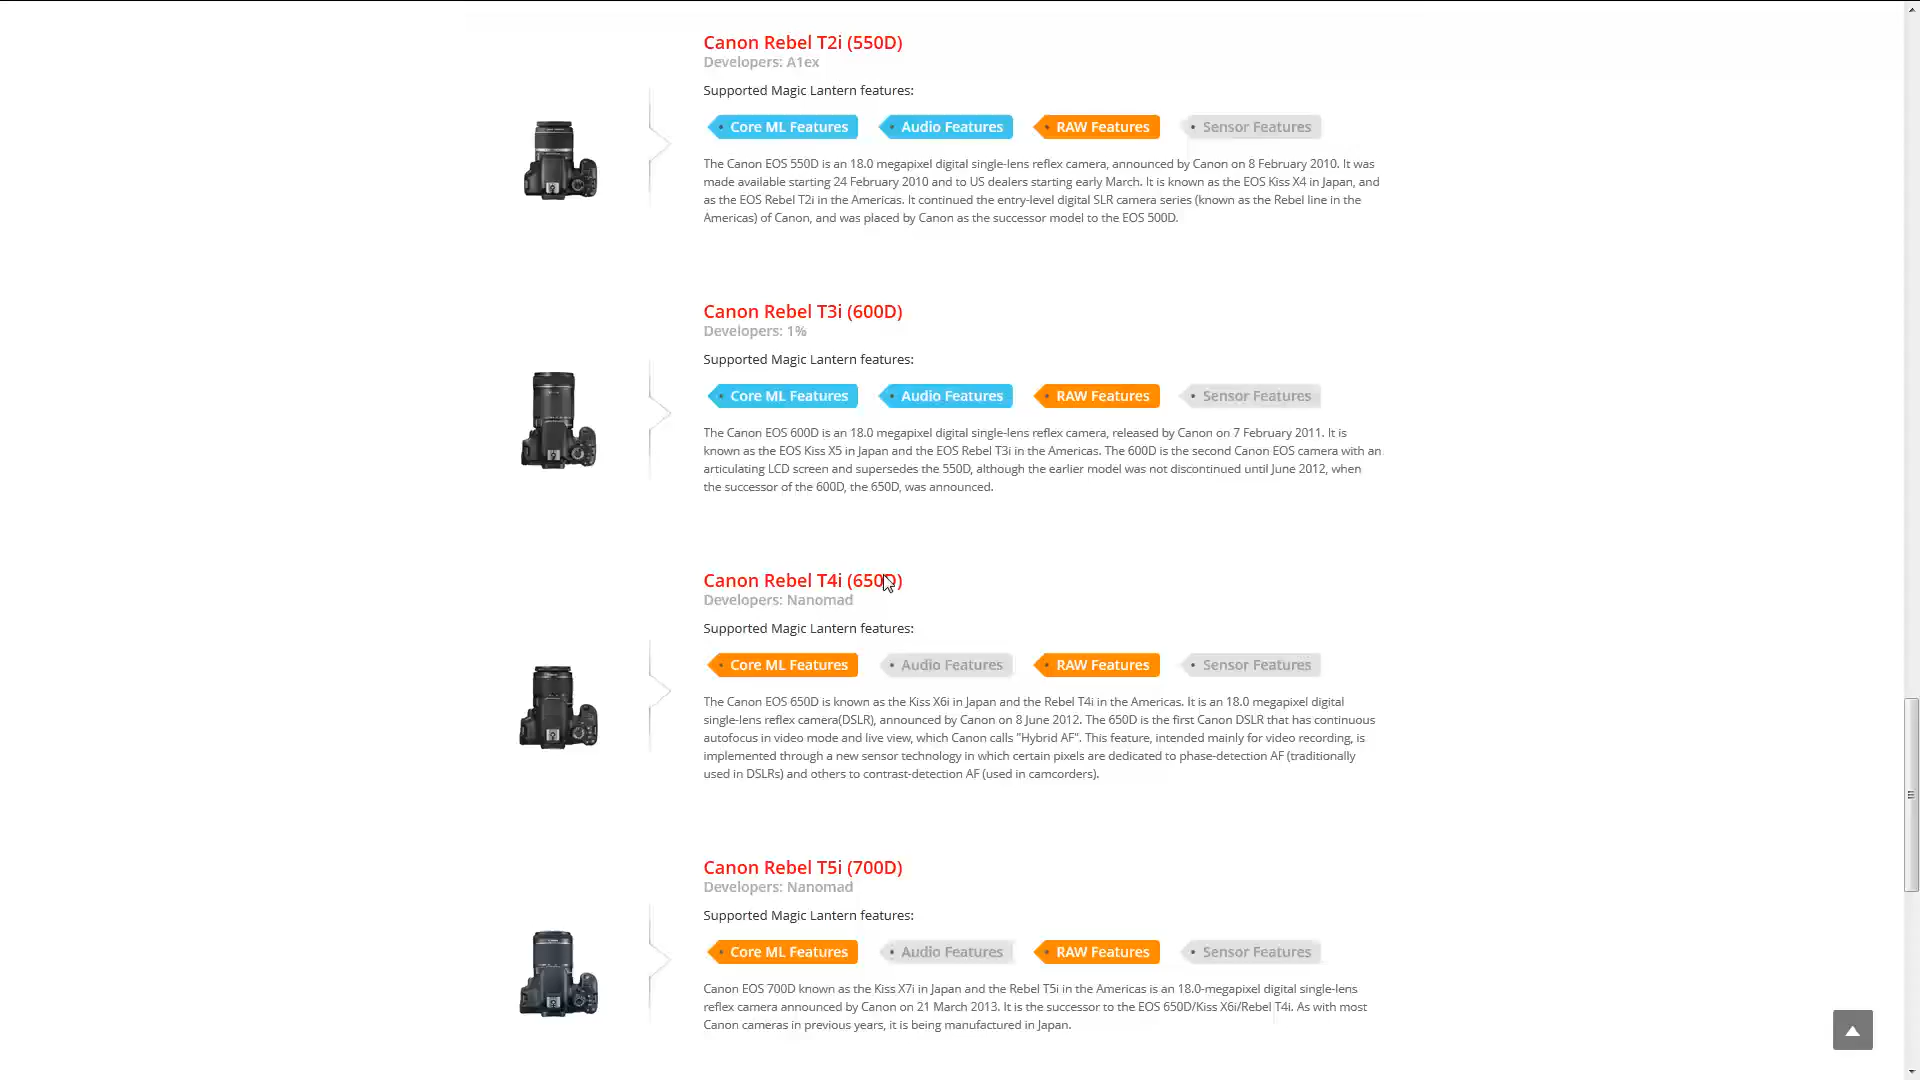 Canon Rebel T2i (550D)
Developers: A1ex
Supported Magic Lantern features:
Core ML Features Audio Features RAW Features Sensor Features
The Canon EOS 550D is an 18.0 megapixel digital single-lens reflex camera, announced by Canon on 8 February 2010. It was
made available starting 24 February 2010 and to US dealers starting early March. It is known as the EOS Kiss X4 in Japan, and
as the EOS Rebel T2i in the Americas. It continued the entry-level digital SLR camera series (known as the Rebel line in the
Americas) of Canon, and was placed by Canon as the successor model to the EOS 500D.
Canon Rebel T3i (600D)
Developers: 1%
Supported Magic Lantern features:
Core ML Features Audio Features RAW Features Sensor Features
The Canon EOS 600D is an 18.0 megapixel digital single-lens reflex camera, released by Canon on 7 February 2011. It is
known as the EOS Kiss X5 in Japan and the EOS Rebel T3i in the Americas. The 600D is the second Canon EOS camera with an
articulating LCD screen and supersedes the 550D, although the earlier model was not discontinued until June 2012, when
the successor of the 600D, the 650D, was announced.
Canon Rebel T4i (650D)
Developers: Nanomad
Supported Magic Lantern features:
Core ML Features Audio Features RAW Features Sensor Features
The Canon EOS 650D is known as the Kiss X6i in Japan and the Rebel T4i in the Americas. It is an 18.0 megapixel digital
single-lens reflex camera(DSLR), announced by Canon on 8 June 2012. The 650D is the first Canon DSLR that has continuous
autofocus in video mode and live view, which Canon calls "Hybrid AF". This feature, intended mainly for video recording, is
implemented through a new sensor technology in which certain pixels are dedicated to phase-detection AF (traditionally
used in DSLRs) and others to contrast-detection AF (used in camcorders).
Canon Rebel T5i (700D)
Developers: Nanomad
Supported Magic Lantern features:
Core ML Features Audio Features RAW Features Sensor Features
Canon EOS 700D known as the Kiss X7i in Japan and the Rebel T5i in the Americas is an 18.0-megapixel digital single-lens
reflex camera announced by Canon on 21 March 2013. It is the successor to the EOS 650D/Kiss X6i/Rebel T4i. As with most
Canon cameras in previous years, it is being manufactured in Japan.